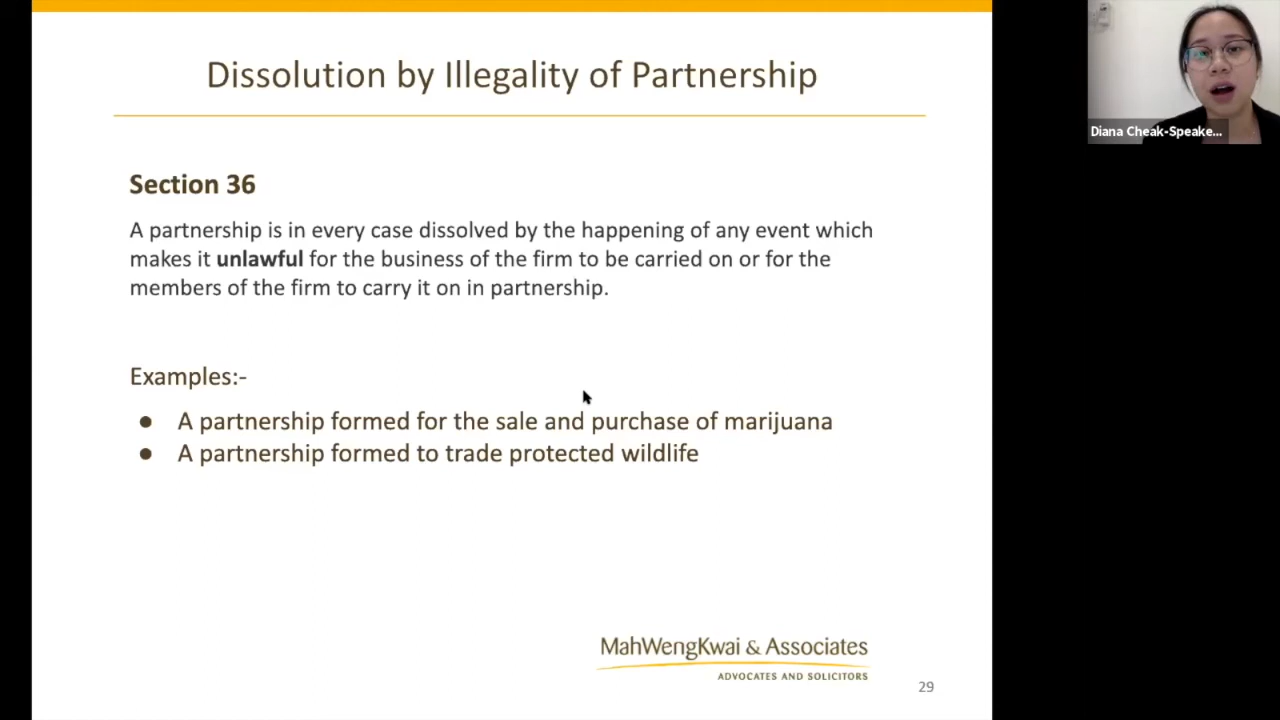 Dissolution by Illegality of Partnership
Section 36
A partnership is in every case dissolved by the happening of any event which
makes it unlawful for the business of the firm to be carried on or for the
members of the firm to carry it on in partnership.
Examples:-
● A partnership formed for the sale and purchase of marijuana
● A partnership formed to trade protected wildlife
MahWengKwai & Associates
ADVOCATES AND SOLICITORS
29
Diana Cheak-Speake...